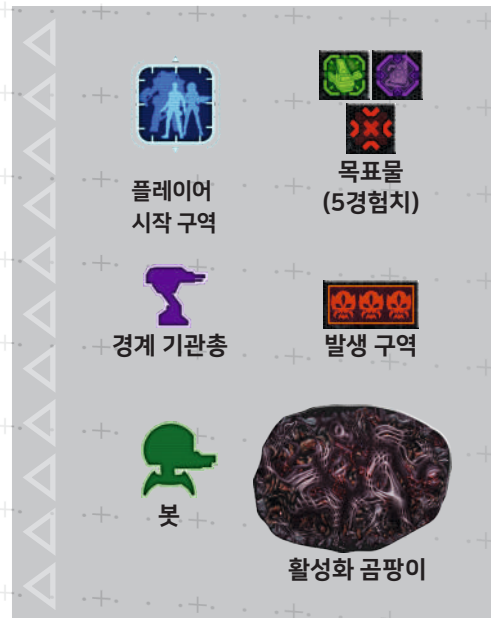 플레이어
시작 구역
목표물
(5경험치)
경계 기관총
발생 구역
봇
활성화 곰팡이